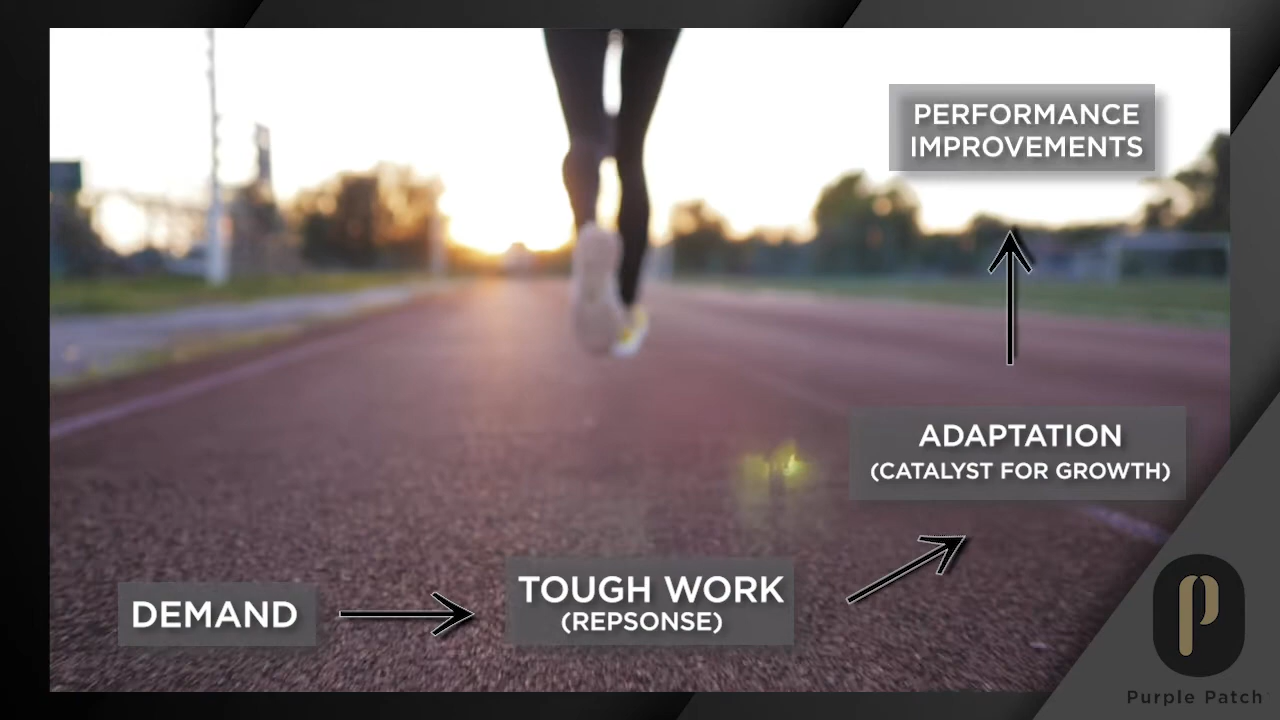 PERFORMANCE
IMPROVEMENTS
ADAPTATION
(CATALYST FOR GROWTH)
DEMAND
TOUGH WORK
(REPSONSE)
Purple Patch